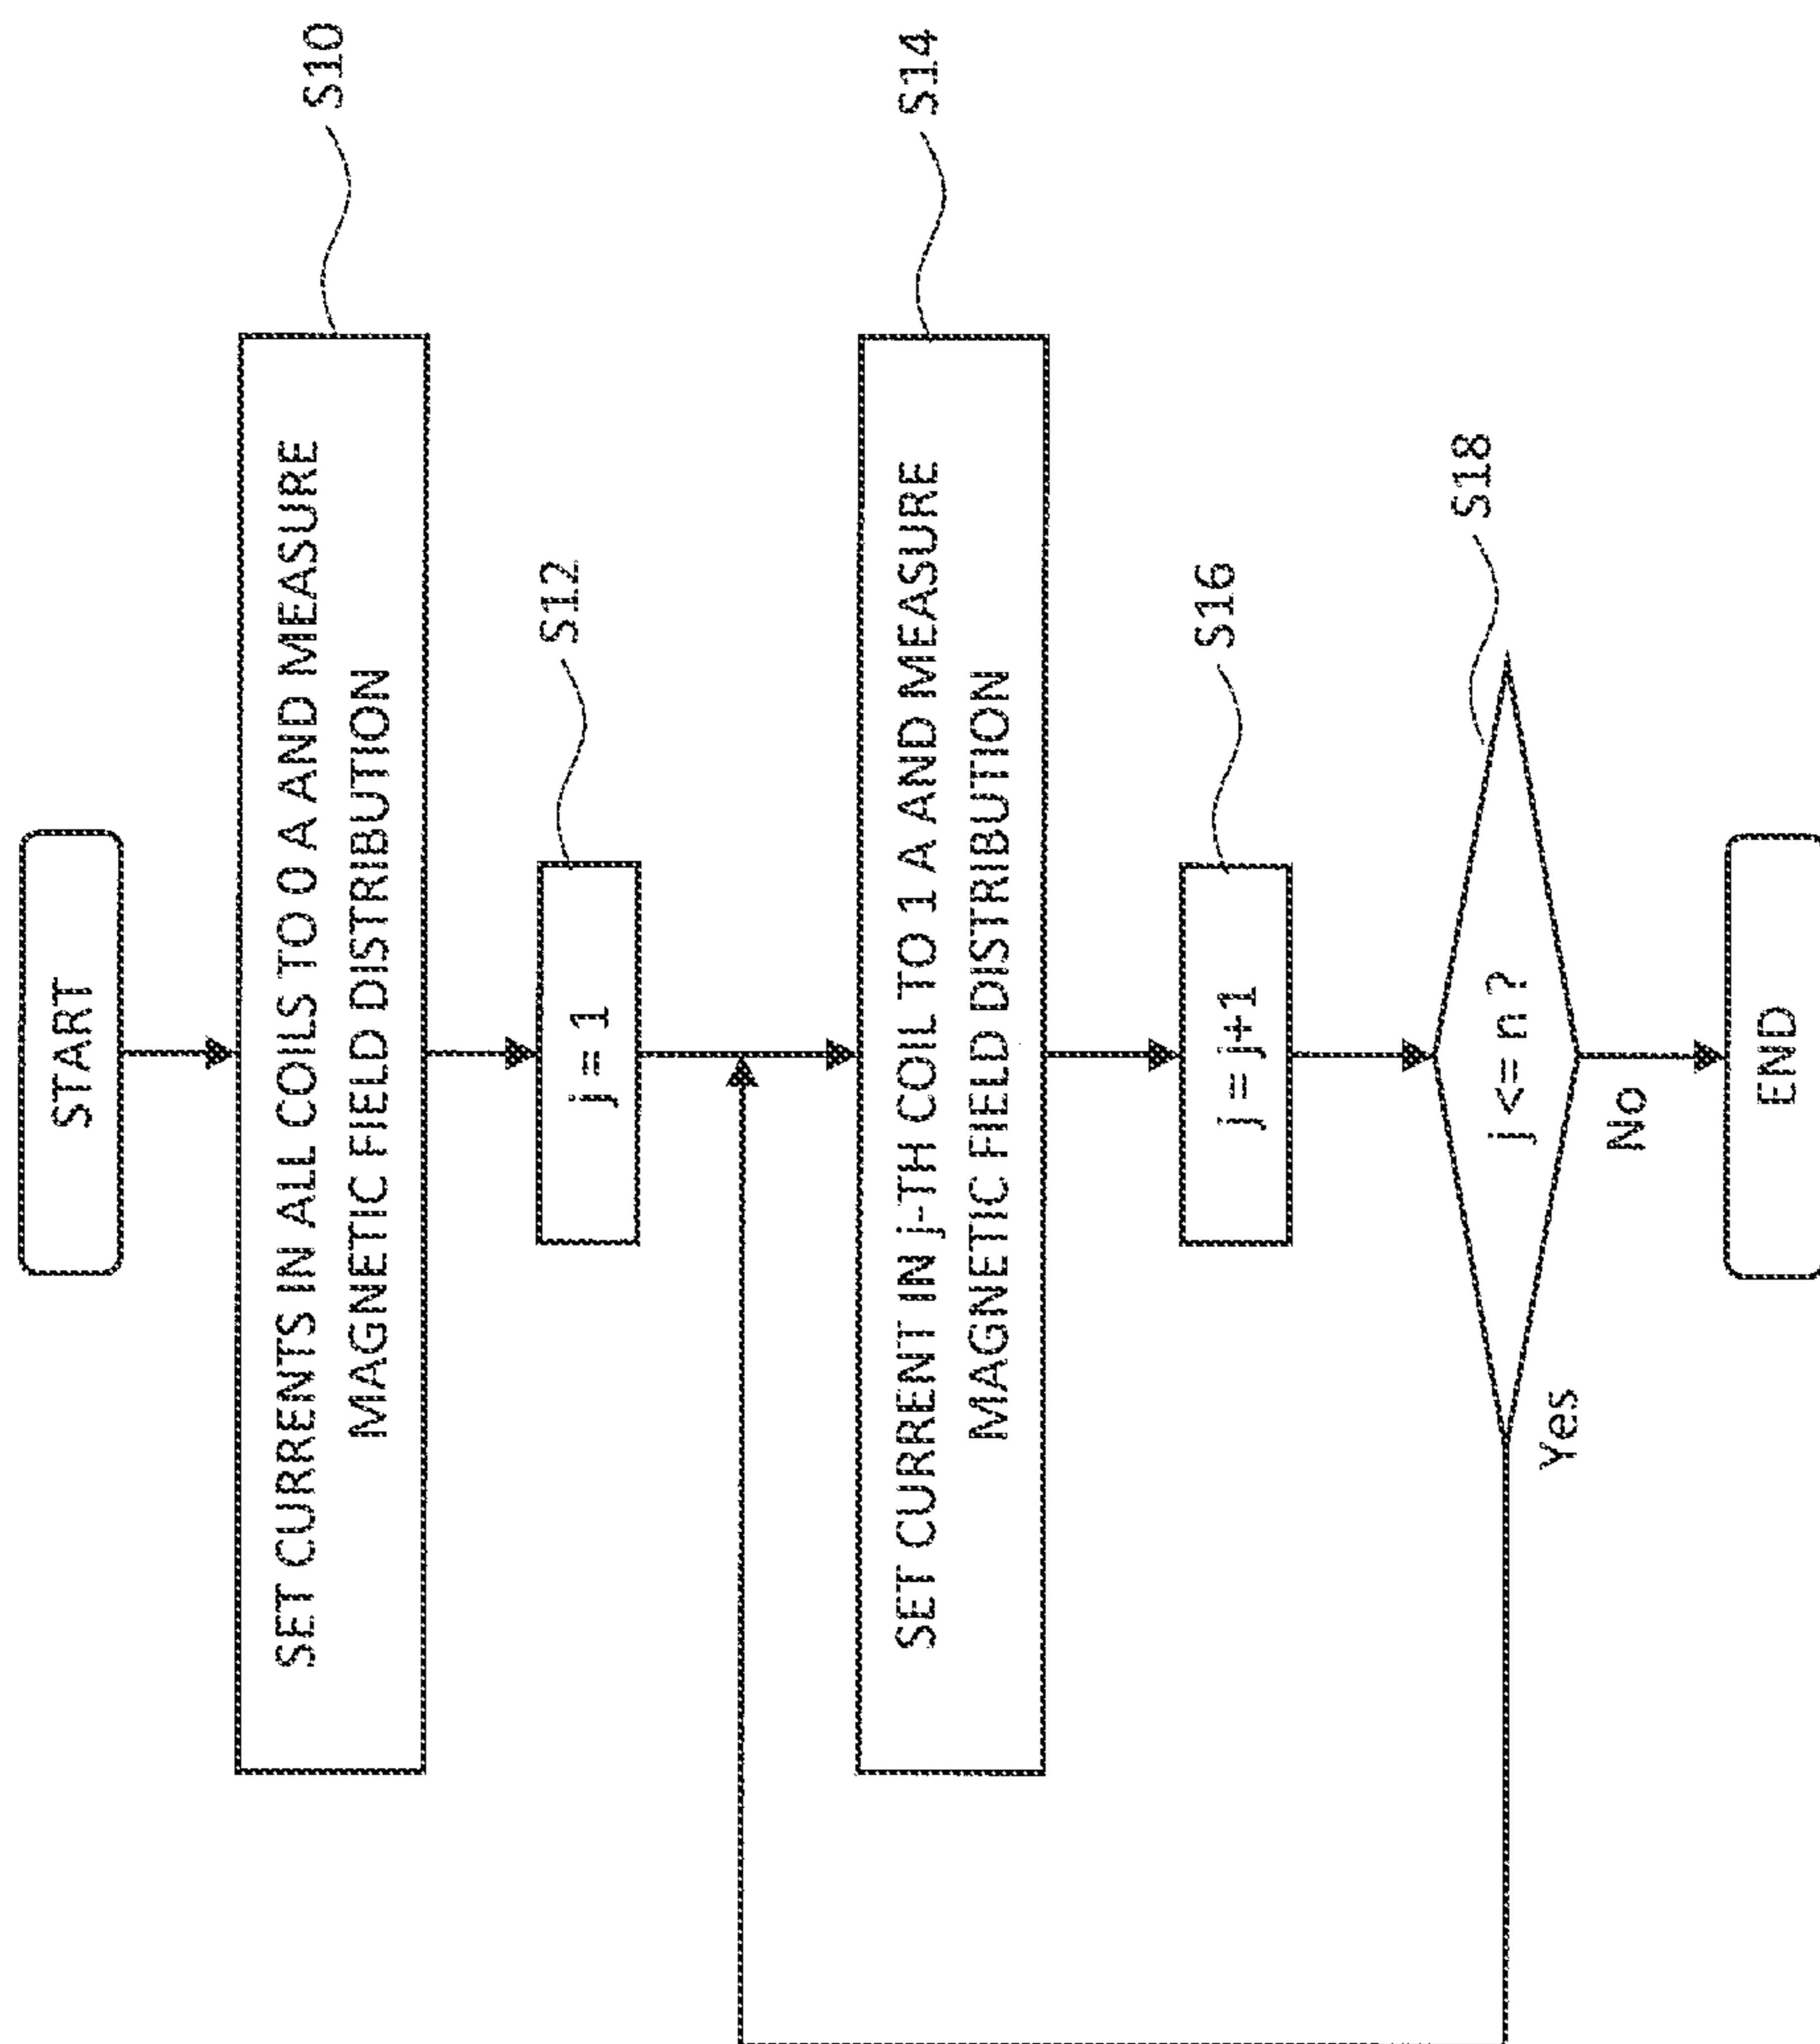 START
S10
SET CURRENTS IN ALL COILS TO 0 A AND MEASURE
MAGNETIC FIELD DISTRIBUTION
S12
j = 1
S14
SET CURRENT IN j-TH COIL TO 1 A AND MEASURE
MAGNETIC FIELD DISTRIBUTION
S16
j = j+1
S18
j <= n ?
Yes
No
END